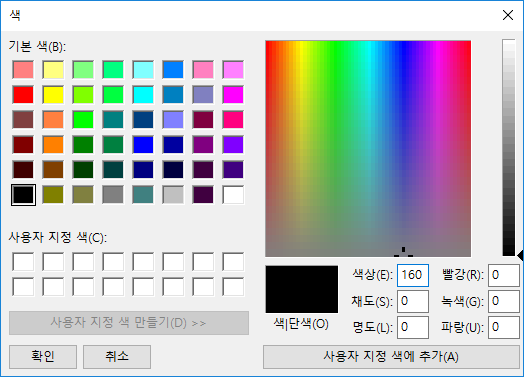 색
기본 색(B):
사용자 지정 색(C):
사용자 지정 색 만들기(D) >>
확인
취소
색|단색(O)
색상(E): 160
채도(S): 0
명도(L): 0
빨강(R): 0
녹색(G): 0
파랑(U): 0
사용자 지정 색에 추가(A)